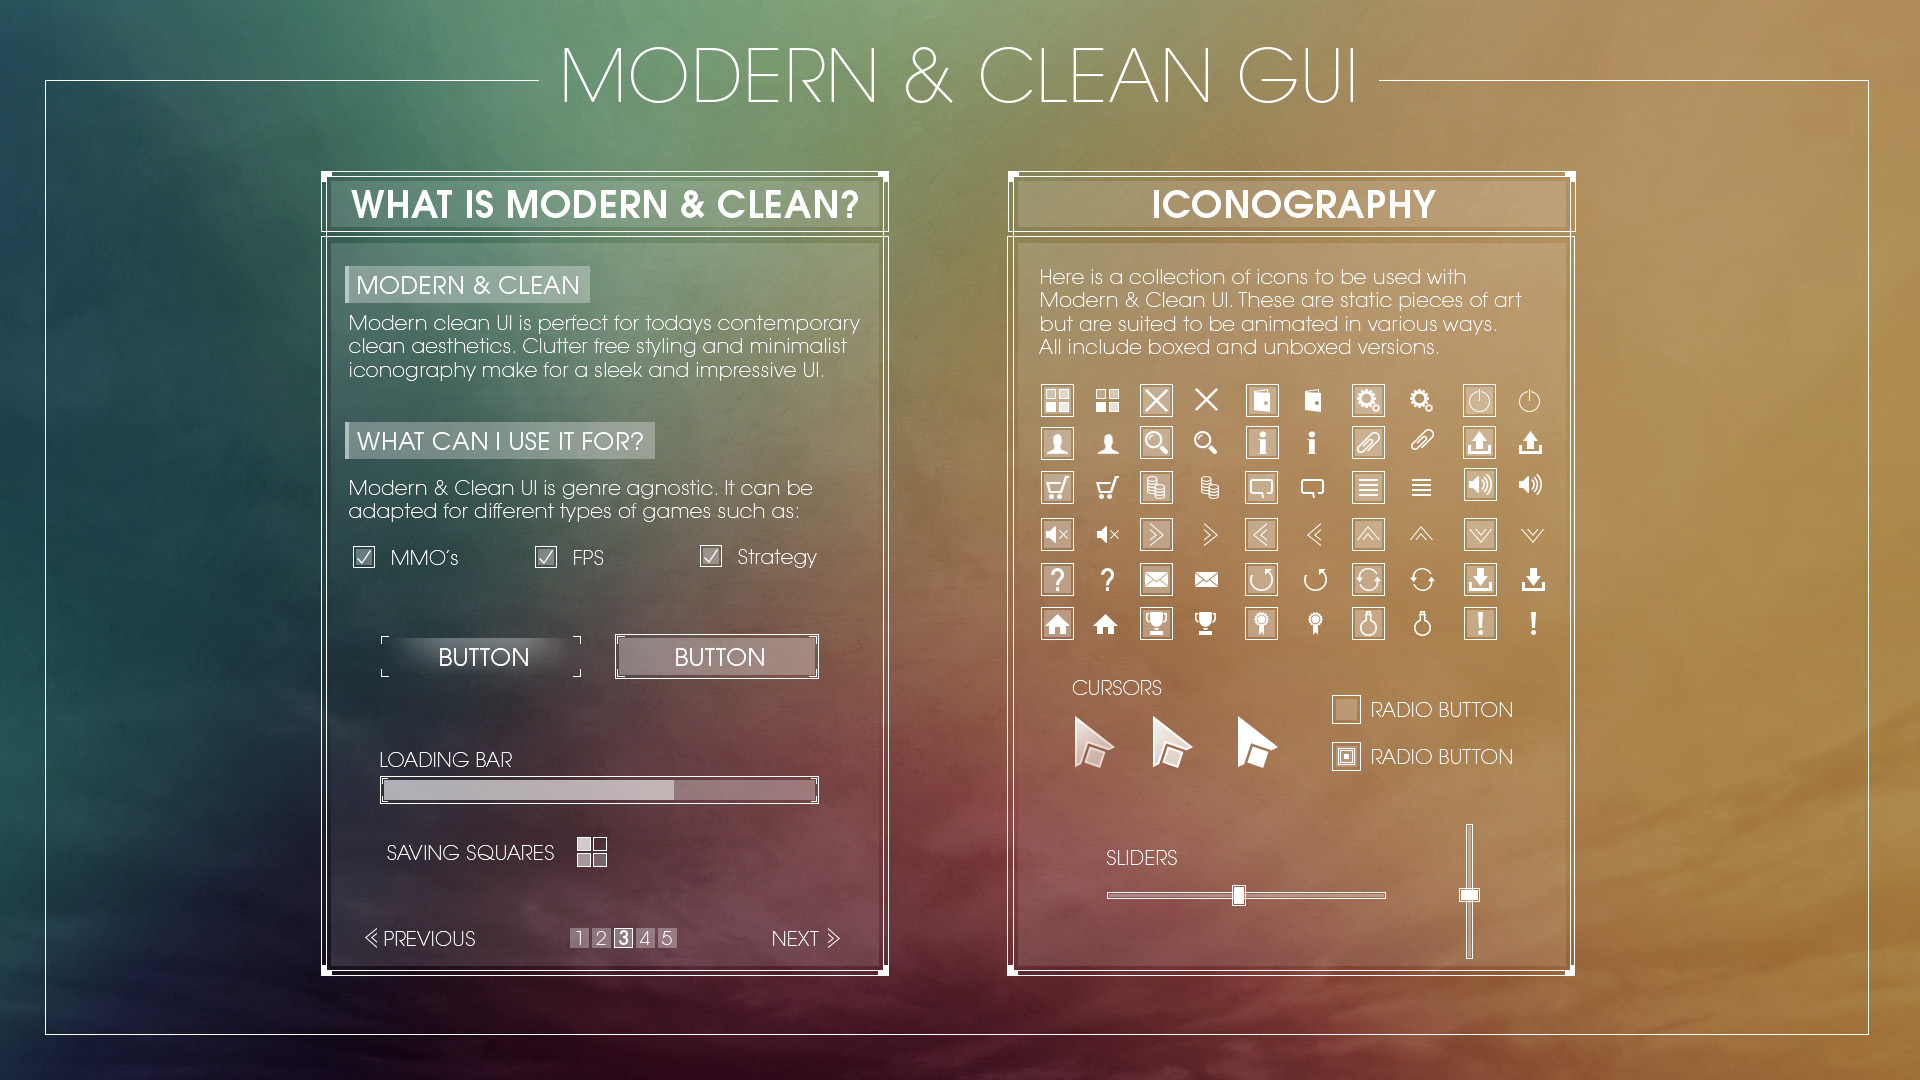 MODERN & CLEAN GUI
WHAT IS MODERN & CLEAN?
MODERN & CLEAN
Modern clean UI is perfect for todays contemporary
clean aesthetics. Clutter free styling and minimalist
iconography make for a sleek and impressive UI.
WHAT CAN I USE IT FOR?
Modern & Clean UI is genre agnostic. It can be
adapted for different types of games such as:
MMO's FPS Strategy
BUTTON BUTTON
LOADING BAR
SAVING SQUARES
PREVIOUS 1 2 3 4 5 NEXT
ICONOGRAPHY
Here is a collection of icons to be used with
Modern & Clean UI. These are static pieces of art
but are suited to be animated in various ways.
All include boxed and unboxed versions.
CURSORS
RADIO BUTTON
RADIO BUTTON
SLIDERS